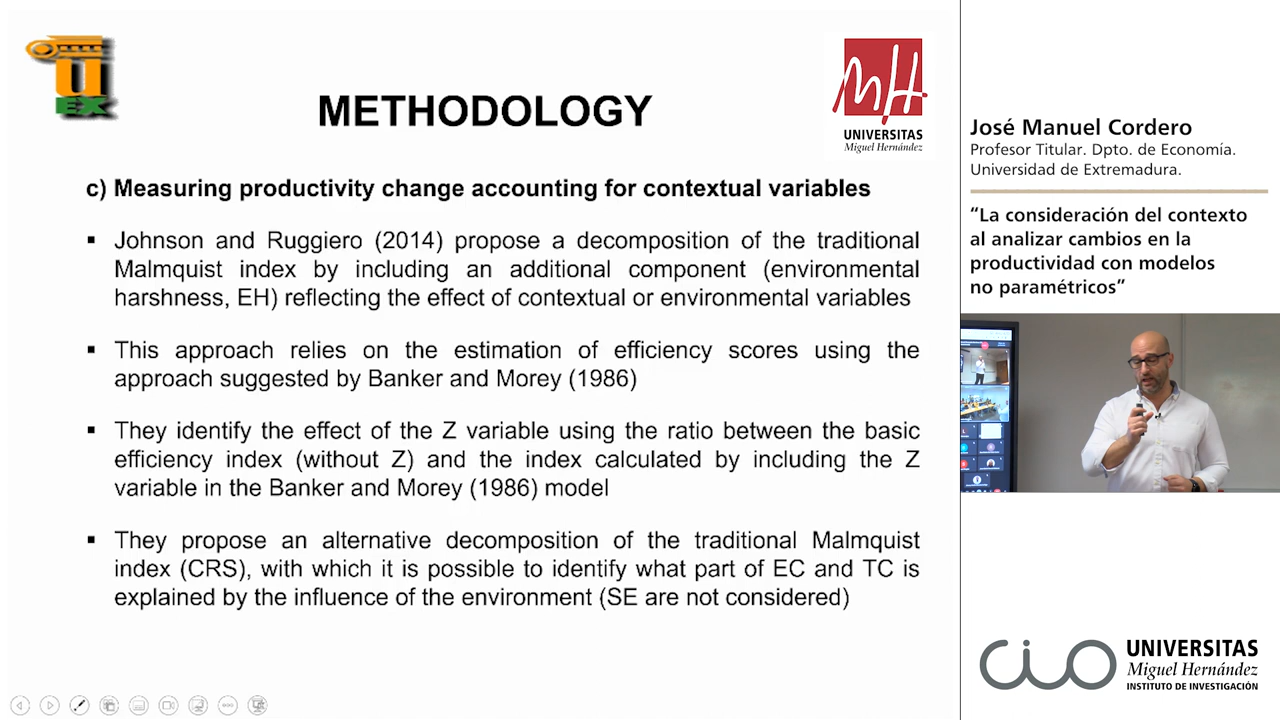 UEX
METHODOLOGY
MH
UNIVERSITAS
Miguel Hernández
c) Measuring productivity change accounting for contextual variables
▪ Johnson and Ruggiero (2014) propose a decomposition of the traditional
Malmquist index by including an additional component (environmental
harshness, EH) reflecting the effect of contextual or environmental variables
▪ This approach relies on the estimation of efficiency scores using the
approach suggested by Banker and Morey (1986)
▪ They identify the effect of the Z variable using the ratio between the basic
efficiency index (without Z) and the index calculated by including the Z
variable in the Banker and Morey (1986) model
▪ They propose an alternative decomposition of the traditional Malmquist
index (CRS), with which it is possible to identify what part of EC and TC is
explained by the influence of the environment (SE are not considered)
José Manuel Cordero
Profesor Titular. Dpto. de Economía.
Universidad de Extremadura.
“La consideración del contexto
al analizar cambios en la
productividad con modelos
no paramétricos”
CIO
UNIVERSITAS
Miguel Hernández
INSTITUTO DE INVESTIGACIÓN